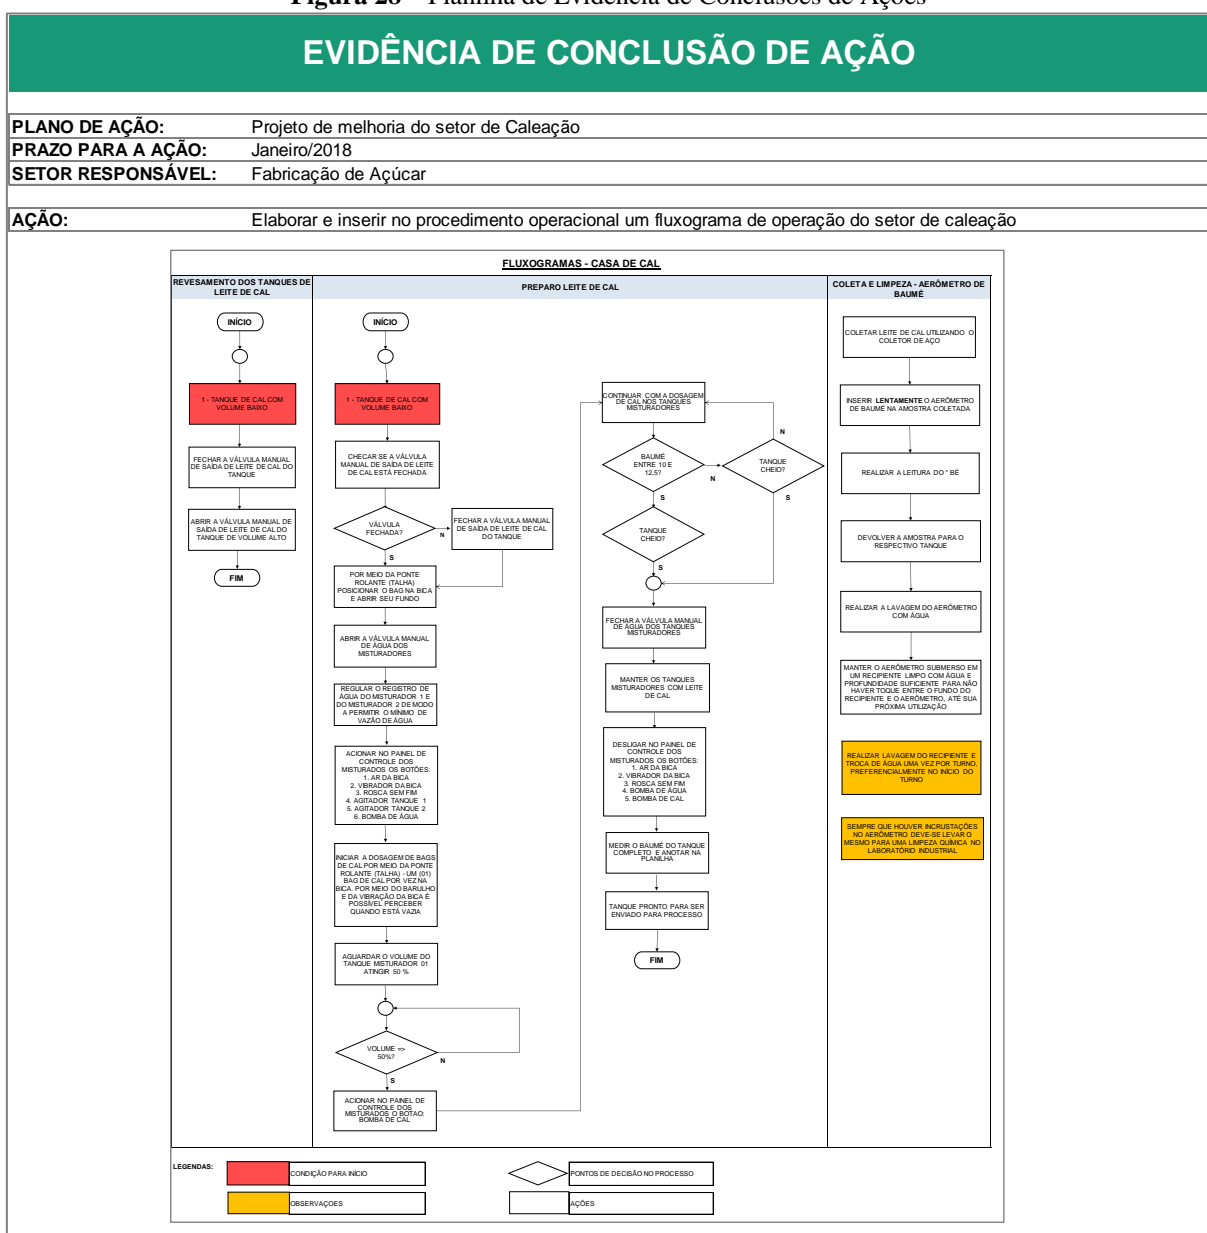 Figura 28 – Planilha de Evidência de Conclusões de Ações
EVIDÊNCIA DE CONCLUSÃO DE AÇÃO
PLANO DE AÇÃO: Projeto de melhoria do setor de Caleação
PRAZO PARA A AÇÃO: Janeiro/2018
SETOR RESPONSÁVEL: Fabricação de Açúcar
AÇÃO: Elaborar e inserir no procedimento operacional um fluxograma de operação do setor de caleação
FLUXOGRAMAS - CASA DE CAL
REVESAMENTO DOS TANQUES DE
LEITE DE CAL
INÍCIO
1 - TANQUE DE CAL COM
VOLUME BAIXO
FECHAR A VÁLVULA MANUAL
DE SAÍDA DE LEITE DE CAL DO
TANQUE
ABRIR A VÁLVULA MANUAL DE
SAÍDA DE LEITE DE CAL DO
TANQUE DE VOLUME ALTO
FIM
PREPARO LEITE DE CAL
INÍCIO
1 - TANQUE DE CAL COM
VOLUME BAIXO
CHECAR SE A VÁLVULA
MANUAL DE SAÍDA DE LEITE
DE CAL ESTÁ FECHADA
VÁLVULA
FECHADA?
N
FECHAR A VÁLVULA MANUAL
DE SAÍDA DE LEITE DE CAL
DO TANQUE
S
POR MEIO DA PONTE
ROLANTE (TALHA)
POSICIONAR O BAG NA BICA
E ABRIR SEU FUNDO
ABRIR A VÁLVULA MANUAL
DE ÁGUA DOS
MISTURADORES
REGULAR O REGISTRO DE
ÁGUA DO MISTURADOR 1 E
DO MISTURADOR 2 DE MODO
A PERMITIR O MÍNIMO DE
VAZÃO DE ÁGUA
ACIONAR NO PAINEL DE
CONTROLE DOS
MISTURADOS OS BOTÕES:
1. AR DA BICA
2. VIBRADOR DA BICA
3. ROSCA SEM FIM
4. AGITADOR TANQUE 1
5. AGITADOR TANQUE 2
6. BOMBA DE ÁGUA
INICIAR A DOSAGEM DE BAGS
DE CAL POR MEIO DA PONTE
ROLANTE (TALHA) - UM (01)
BAG DE CAL POR VEZ NA
BICA. POR MEIO DO BARULHO
E DA VIBRAÇÃO DA BICA É
POSSÍVEL PERCEBER
QUANDO ESTÁ VAZIA
AGUARDAR O VOLUME DO
TANQUE MISTURADOR 01
ATINGIR 50 %
VOLUME =>
50%?
N
S
ACIONAR NO PAINEL DE
CONTROLE DOS
MISTURADOS O BOTAO:
BOMBA DE CAL
CONTINUAR COM A DOSAGEM
DE CAL NOS TANQUES
MISTURADORES
N
BAUMÉ
ENTRE 10 E
12,5?
N
TANQUE
CHEIO?
S
S
TANQUE
CHEIO?
S
FECHAR A VÁLVULA MANUAL
DE ÁGUA DOS TANQUES
MISTURADORES
MANTER OS TANQUES
MISTURADORES COM LEITE
DE CAL
DESLIGAR NO PAINEL DE
CONTROLE DOS
MISTURADOS OS BOTÕES:
1. AR DA BICA
2. VIBRADOR DA BICA
3. ROSCA SEM FIM
4. BOMBA DE ÁGUA
5. BOMBA DE CAL
MEDIR O BAUMÉ DO TANQUE
COMPLETO E ANOTAR NA
PLANILHA
TANQUE PRONTO PARA SER
ENVIADO PARA PROCESSO
FIM
COLETA E LIMPEZA - AERÔMETRO DE
BAUMÉ
COLETAR LEITE DE CAL UTILIZANDO O
COLETOR DE AÇO
INSERIR LENTAMENTE O AERÔMETRO
DE BAUMÉ NA AMOSTRA COLETADA
REALIZAR A LEITURA DO ° BÉ
DEVOLVER A AMOSTRA PARA O
RESPECTIVO TANQUE
REALIZAR A LAVAGEM DO AERÔMETRO
COM ÁGUA
MANTER O AERÔMETRO SUBMERSO EM
UM RECIPIENTE LIMPO COM ÁGUA E
PROFUNDIDADE SUFICIENTE PARA NÃO
HAVER TOQUE ENTRE O FUNDO DO
RECIPIENTE E O AERÔMETRO, ATÉ SUA
PRÓXIMA UTILIZAÇÃO
REALIZAR LAVAGEM DO RECIPIENTE E
TROCA DE ÁGUA UMA VEZ POR TURNO,
PREFERENCIALMENTE NO INÍCIO DO
TURNO
SEMPRE QUE HOUVER INCRUSTAÇÕES
NO AERÔMETRO DEVE-SE LEVAR O
MESMO PARA UMA LIMPEZA QUÍMICA NO
LABORATÓRIO INDUSTRIAL
LEGENDAS:
CONDIÇÃO PARA INÍCIO
PONTOS DE DECISÃO NO PROCESSO
OBSERVAÇOES
AÇÕES